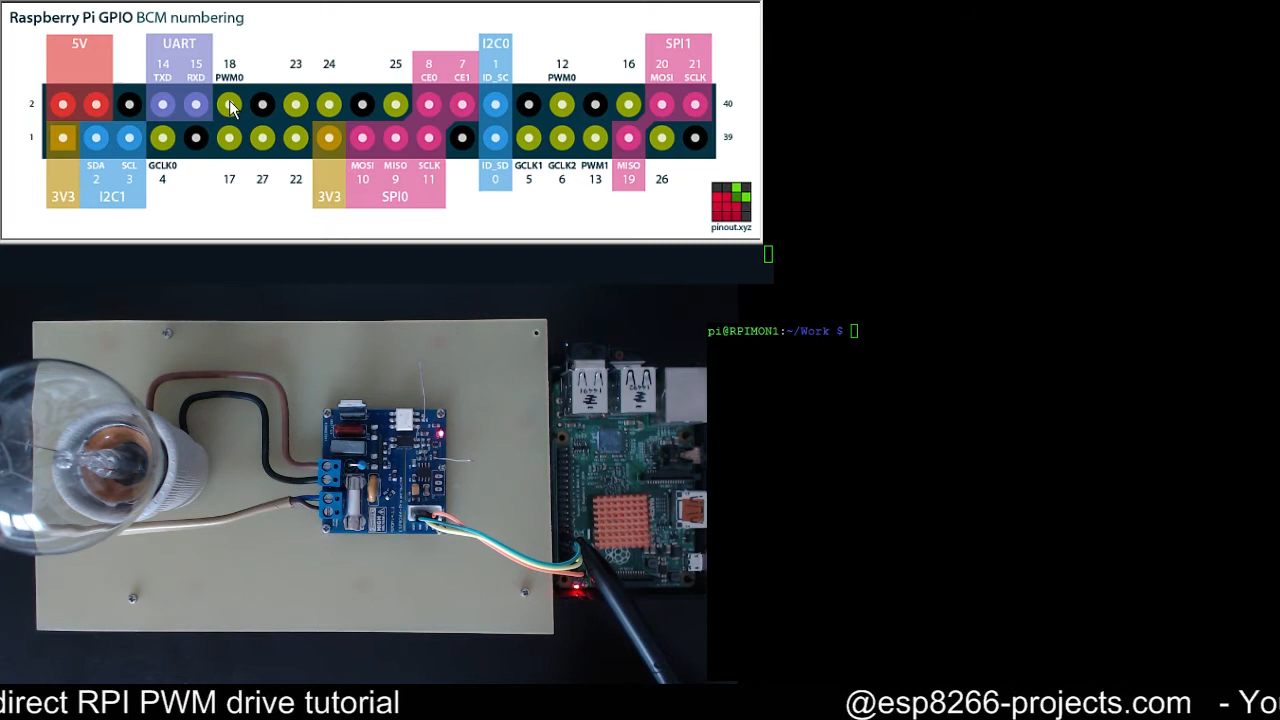 Raspberry Pi GPIO BCM numbering
5V UART I2C0 SPI1
14 15 18 23 24 25 8 7 1 12 16 20 21
TXD RXD PWM0 CE0 CE1 ID_SC PWM0 MOSI SCLK
2 40
1 39
SDA SCL GCLK0 MOSI MISO SCLK ID_SD GCLK1 GCLK2 PWM1 MISO
2 3 4 17 27 22 10 9 11 0 5 6 13 19 26
3V3 I2C1 3V3 SPI0
pinout.xyz
pi@RPIMON1:~/Work $
direct RPI PWM drive tutorial @esp8266-projects.com - Yo